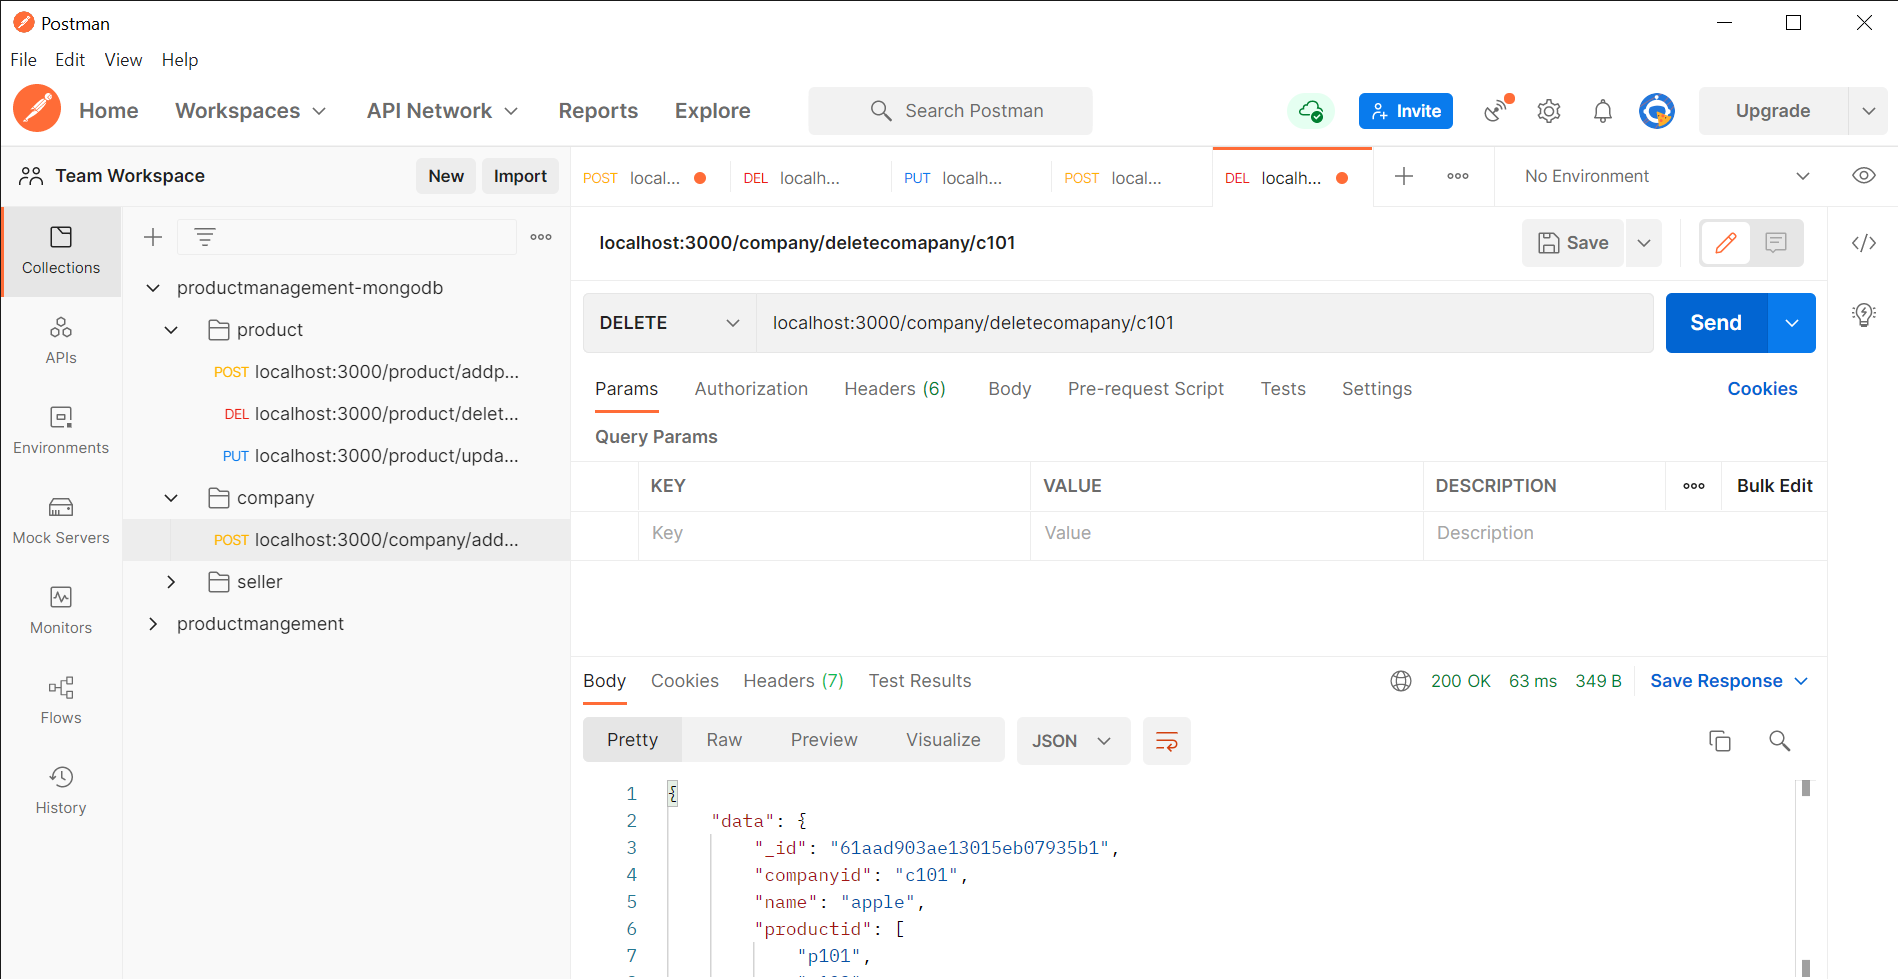 Postman
File Edit View Help
Home Workspaces API Network Reports Explore Search Postman Invite Upgrade
Team Workspace New Import
POST local... DEL localh... PUT localh... POST local... DEL localh... No Environment
Collections
APIs
Environments
Mock Servers
Monitors
Flows
History
productmanagement-mongodb
product
POST localhost:3000/product/addp...
DEL localhost:3000/product/delet...
PUT localhost:3000/product/upda...
company
POST localhost:3000/company/add...
seller
productmangement
localhost:3000/company/deletecomapany/c101 Save
DELETE localhost:3000/company/deletecomapany/c101 Send
Params Authorization Headers (6) Body Pre-request Script Tests Settings Cookies
Query Params
KEY VALUE DESCRIPTION Bulk Edit
Key Value Description
Body Cookies Headers (7) Test Results 200 OK 63 ms 349 B Save Response
Pretty Raw Preview Visualize JSON
1 {
2 "data": {
3 "_id": "61aad903ae13015eb07935b1",
4 "companyid": "c101",
5 "name": "apple",
6 "productid": [
7 "p101",